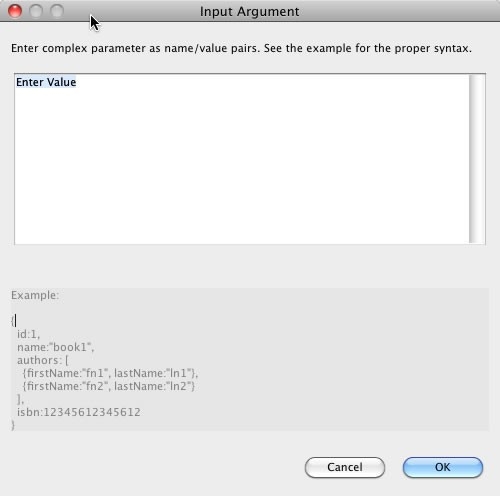 Input Argument
Enter complex parameter as name/value pairs. See the example for the proper syntax.
Enter Value
Example:
{
id:1,
name:"book1",
authors: [
{firstName:"fn1", lastName:"ln1"},
{firstName:"fn2", lastName:"ln2"}
],
isbn:12345612345612
}
Cancel
OK